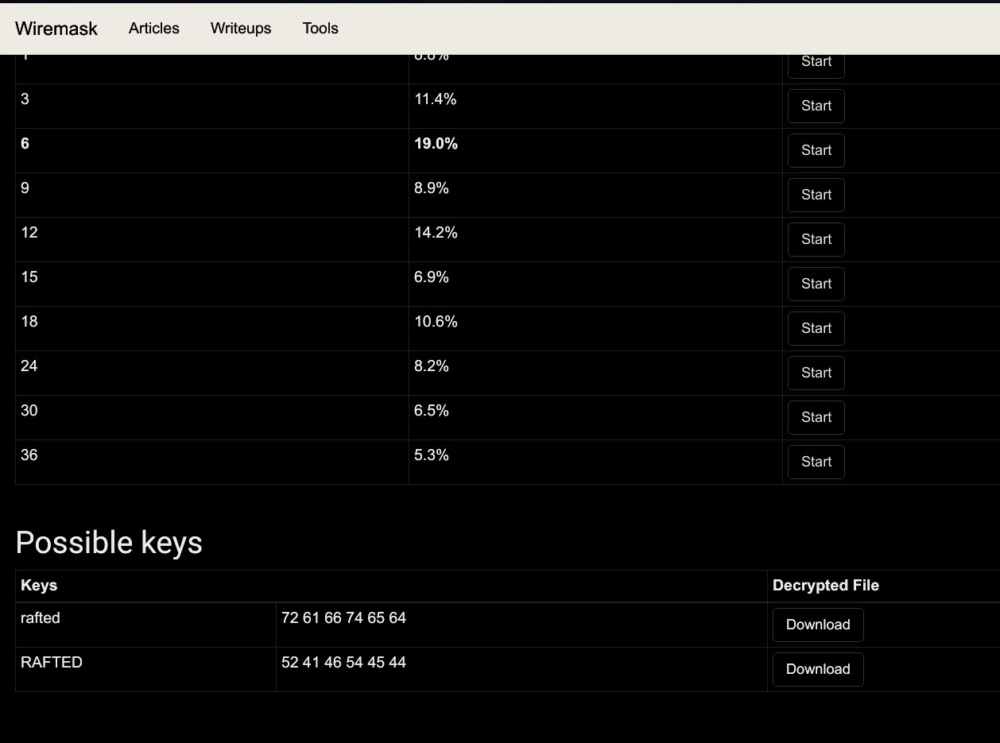 Wiremask Articles Writeups Tools
Start
3 11.4% Start
6 19.0% Start
9 8.9% Start
12 14.2% Start
15 6.9% Start
18 10.6% Start
24 8.2% Start
30 6.5% Start
36 5.3% Start
Possible keys
Keys Decrypted File
rafted 72 61 66 74 65 64 Download
RAFTED 52 41 46 54 45 44 Download